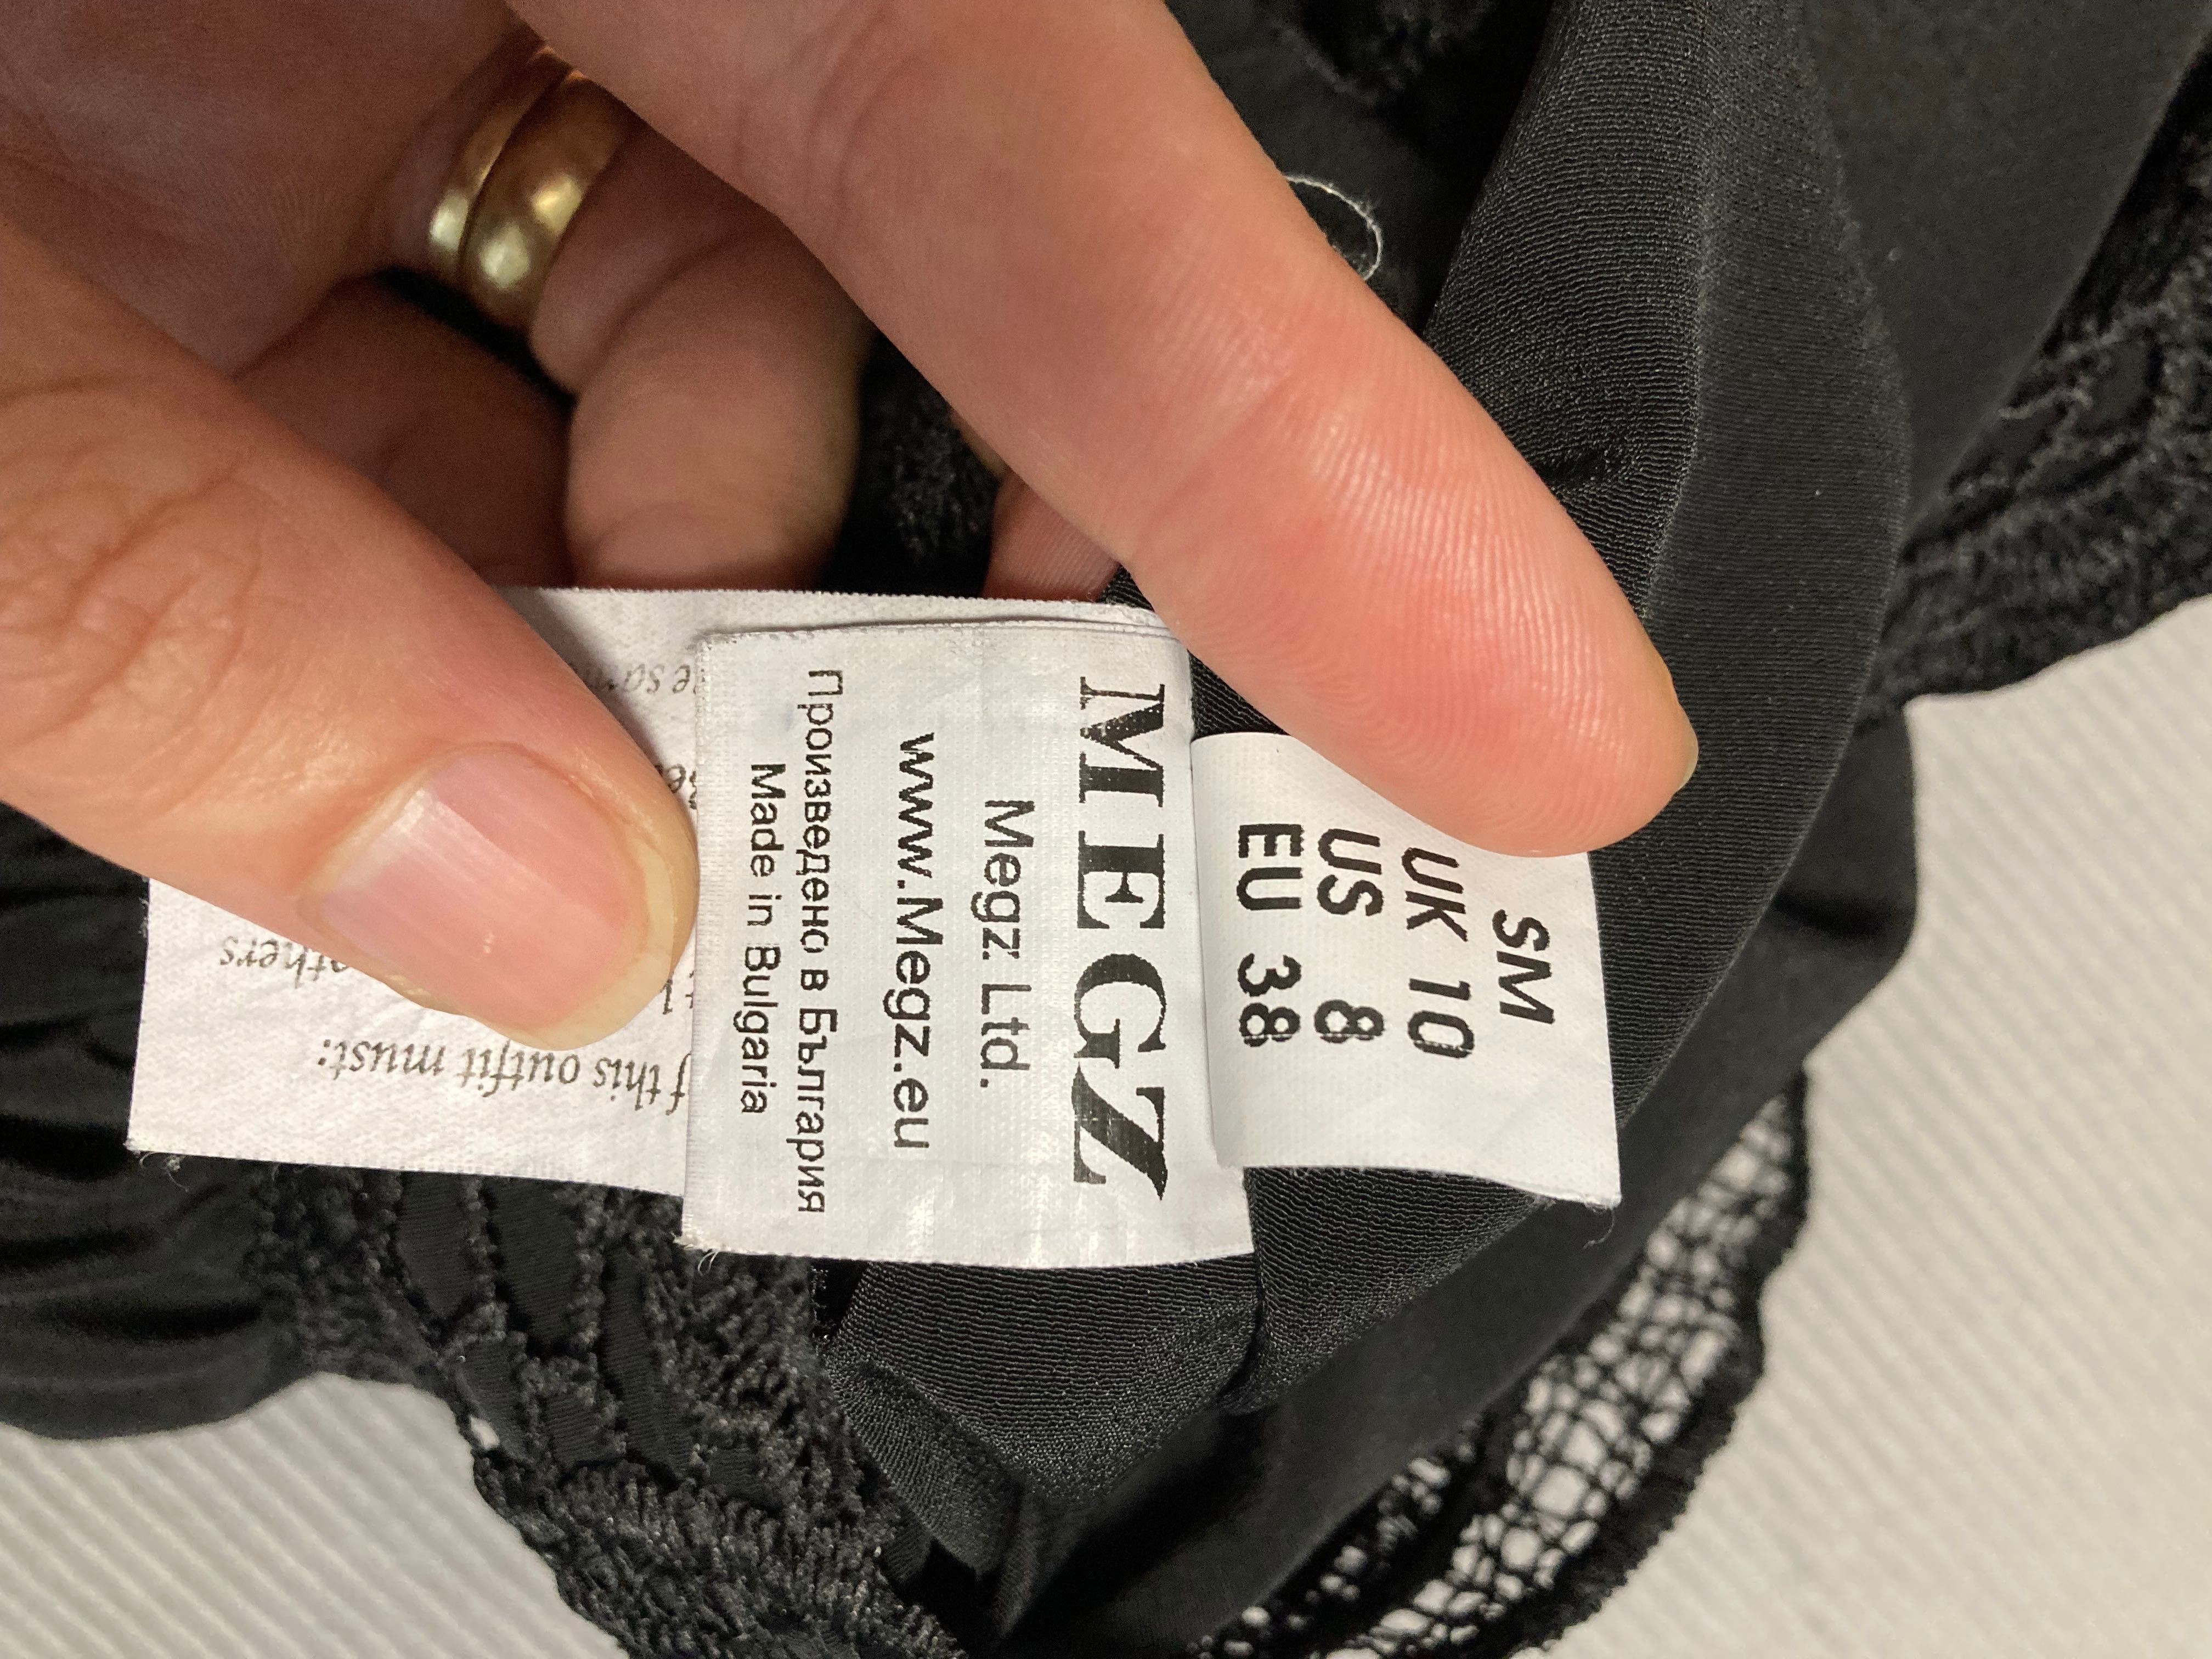 SM
UK 10
US 8
EU 38
MEGZ
Megz Ltd.
www.Megz.eu
Произведено в България
Made in Bulgaria
this outfit must:
others